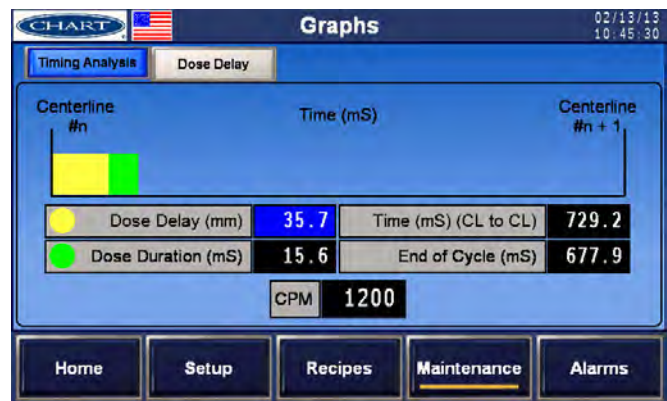 CHART
Graphs
02/13/13
10:45:30
Timing Analysis
Dose Delay
Centerline
#n
Time (mS)
Centerline
#n + 1
Dose Delay (mm) 35.7 Time (mS) (CL to CL) 729.2
Dose Duration (mS) 15.6 End of Cycle (mS) 677.9
CPM 1200
Home Setup Recipes Maintenance Alarms